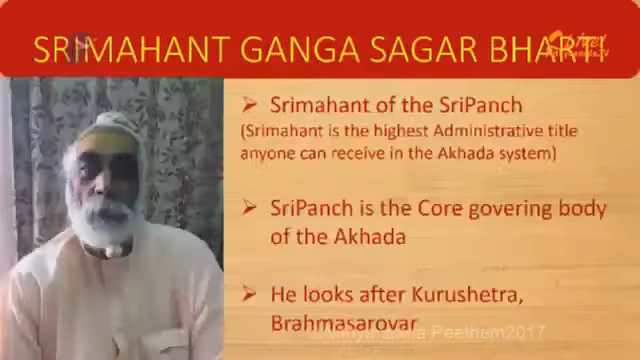 SRIMAHANT GANGA SAGAR BHARTI
➢ Srimahant of the SriPanch
(Srimahant is the highest Administrative title
anyone can receive in the Akhada system)
➢ SriPanch is the Core govering body
of the Akhada
➢ He looks after Kurushetra,
Brahmasarovar
Peetham2017